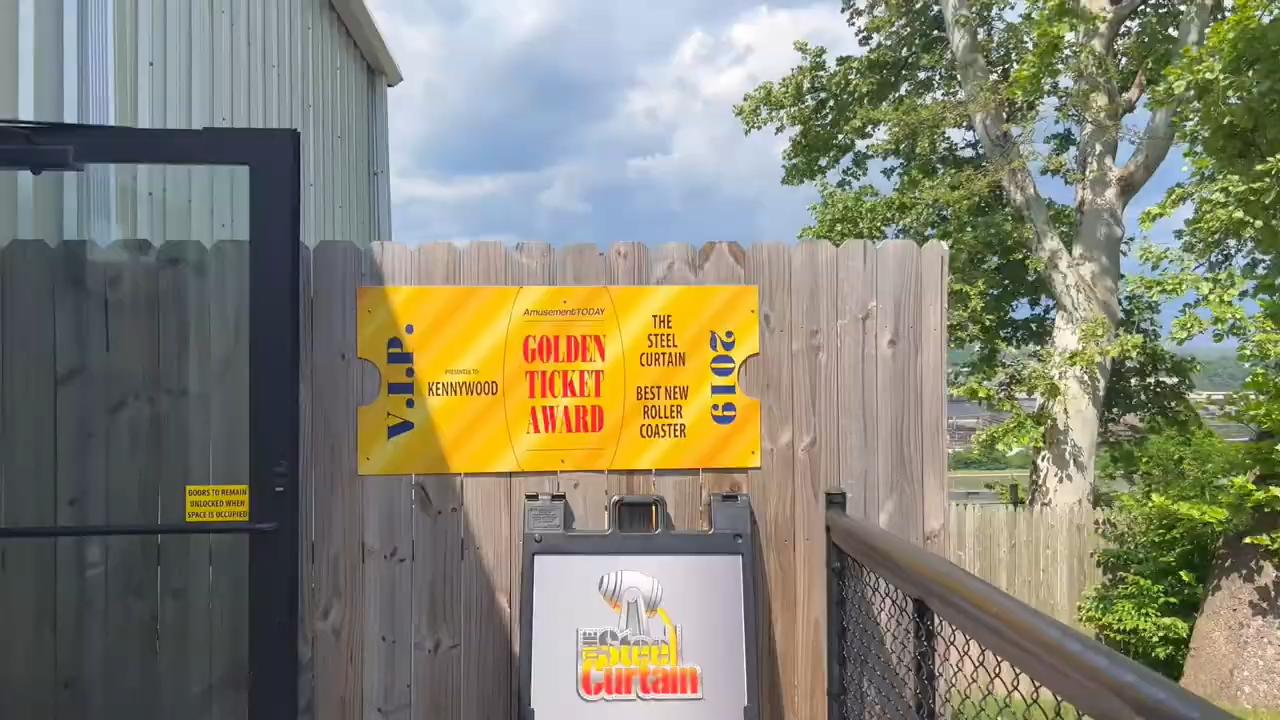 V.I.P.
PRESENTED TO:
KENNYWOOD
AmusementTODAY
GOLDEN
TICKET
AWARD
THE
STEEL
CURTAIN
BEST NEW
ROLLER
COASTER
2019
DOORS TO REMAIN
UNLOCKED WHEN
SPACE IS OCCUPIED
THE
Steel
Curtain